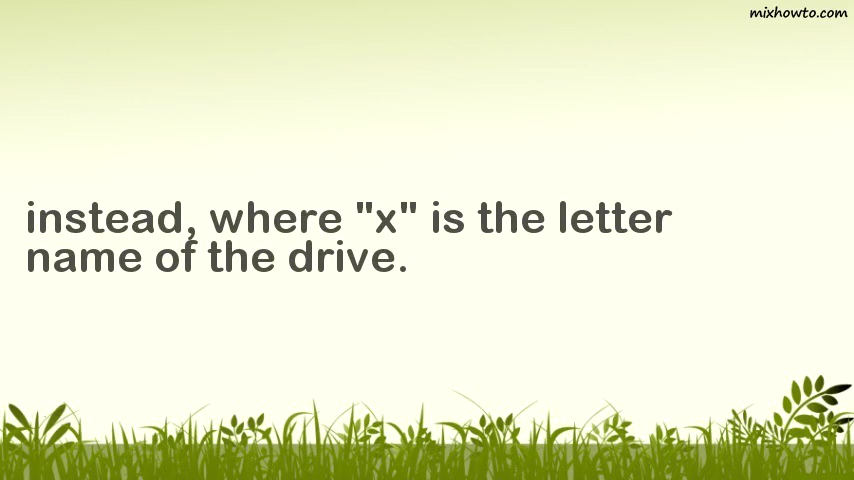 mixhowto.com
instead, where "x" is the letter
name of the drive.